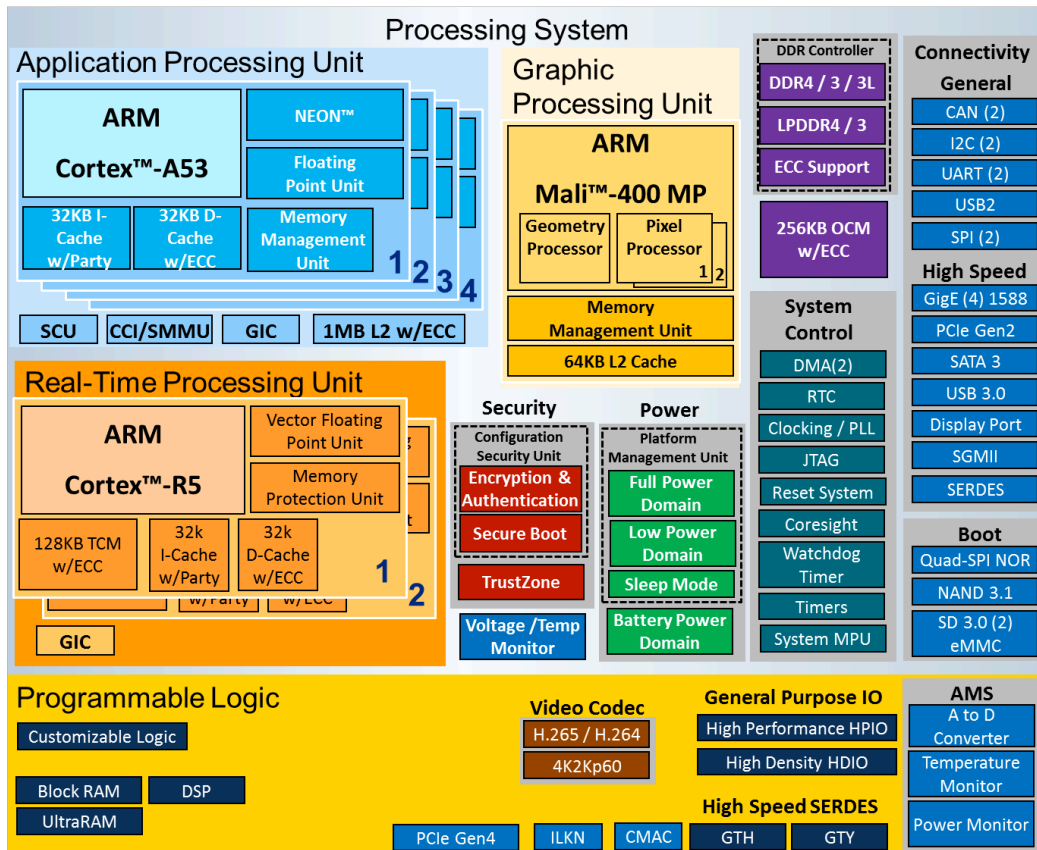 Processing System
Application Processing Unit
ARM
Cortex™-A53
NEON™
Floating
Point Unit
32KB I-
Cache
w/Party
32KB D-
Cache
w/ECC
Memory
Management
Unit
1
2
3
4
SCU
CCI/SMMU
GIC
1MB L2 w/ECC
Graphic
Processing Unit
ARM
Mali™-400 MP
Geometry
Processor
Pixel
Processor
1
2
Memory
Management Unit
64KB L2 Cache
DDR Controller
DDR4 / 3 / 3L
LPDDR4 / 3
ECC Support
256KB OCM
w/ECC
Connectivity
General
CAN (2)
I2C (2)
UART (2)
USB2
SPI (2)
High Speed
GigE (4) 1588
PCIe Gen2
SATA 3
USB 3.0
Display Port
SGMII
SERDES
Real-Time Processing Unit
ARM
Cortex™-R5
Vector Floating
Point Unit
Memory
Protection Unit
128KB TCM
w/ECC
32k
I-Cache
w/Party
32k
D-Cache
w/ECC
1
w/Party
w/ECC
2
GIC
Security
Configuration
Security Unit
Encryption &
Authentication
Secure Boot
TrustZone
Voltage /Temp
Monitor
Power
Platform
Management Unit
Full Power
Domain
Low Power
Domain
Sleep Mode
Battery Power
Domain
System
Control
DMA(2)
RTC
Clocking / PLL
JTAG
Reset System
Coresight
Watchdog
Timer
Timers
System MPU
Boot
Quad-SPI NOR
NAND 3.1
SD 3.0 (2)
eMMC
Programmable Logic
Customizable Logic
Block RAM
DSP
UltraRAM
Video Codec
H.265 / H.264
4K2Kp60
General Purpose IO
High Performance HPIO
High Density HDIO
High Speed SERDES
PCIe Gen4
ILKN
CMAC
GTH
GTY
AMS
A to D
Converter
Temperature
Monitor
Power Monitor